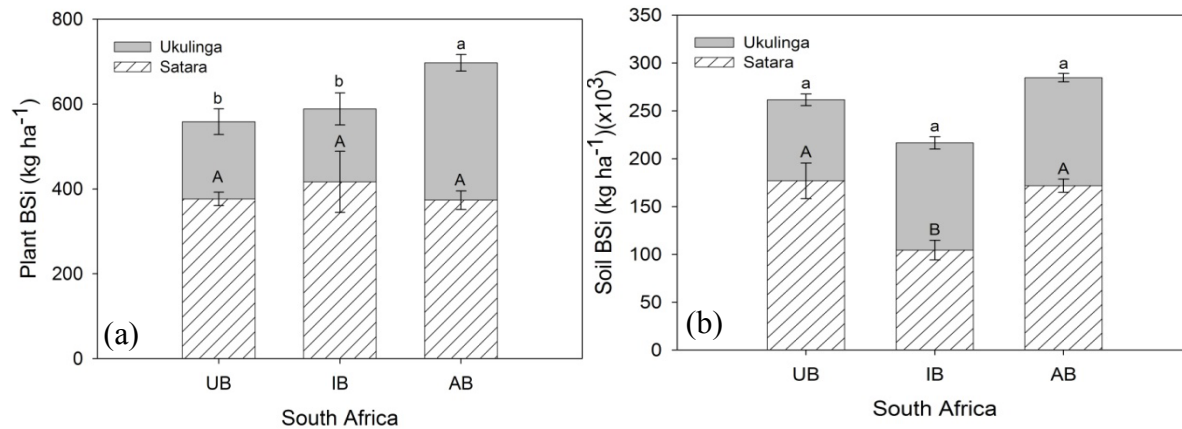 800
600
400
200
0
Plant BSi (kg ha⁻¹)
Ukulinga
Satara
b
b
a
A
A
A
(a)
UB IB AB
South Africa
350
300
250
200
150
100
50
0
Soil BSi (kg ha⁻¹)(x10³)
Ukulinga
Satara
a
a
a
A
B
A
(b)
UB IB AB
South Africa